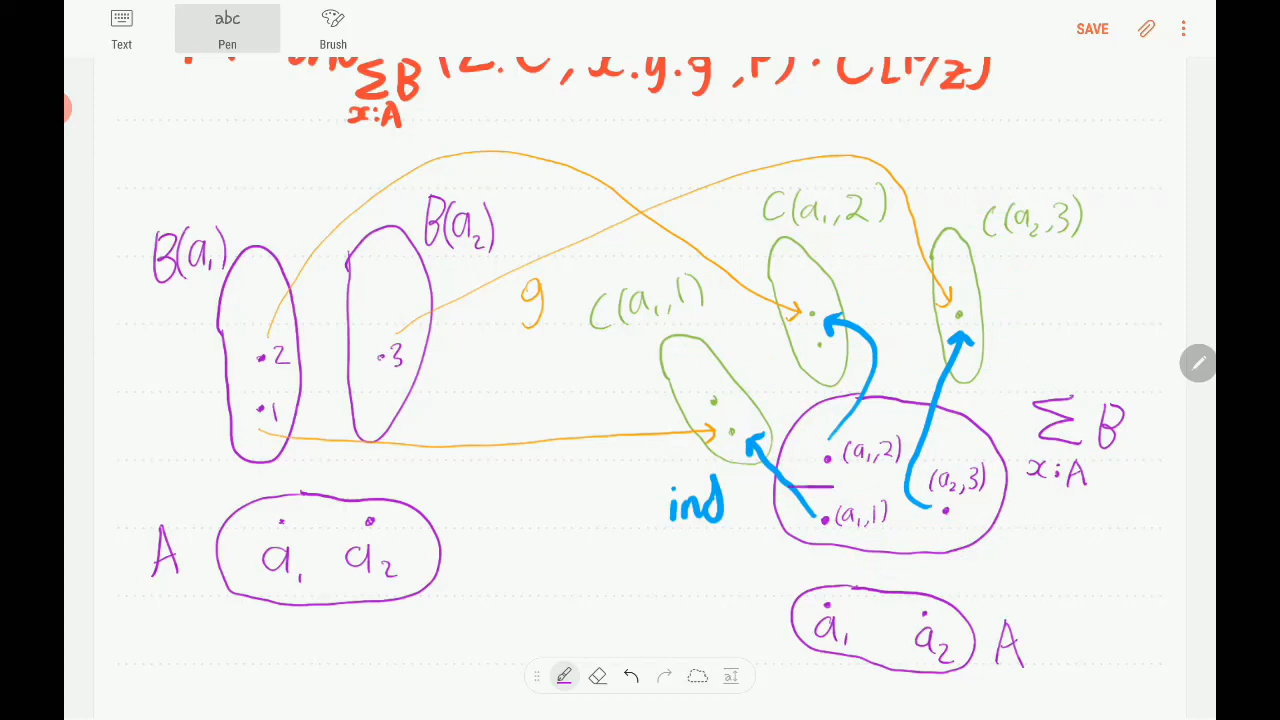 abc
Text Pen Brush SAVE
ind Σ B (z.C, x.y.g, p) : C[p/z]
x:A
B(a₁) B(a₂) g C(a₁,1) C(a₁,2) C(a₂,3)
2
1
3
(a₁,2)
(a₂,3)
(a₁,1)
Σ B
x:A
ind
A a₁ a₂
a₁ a₂ A